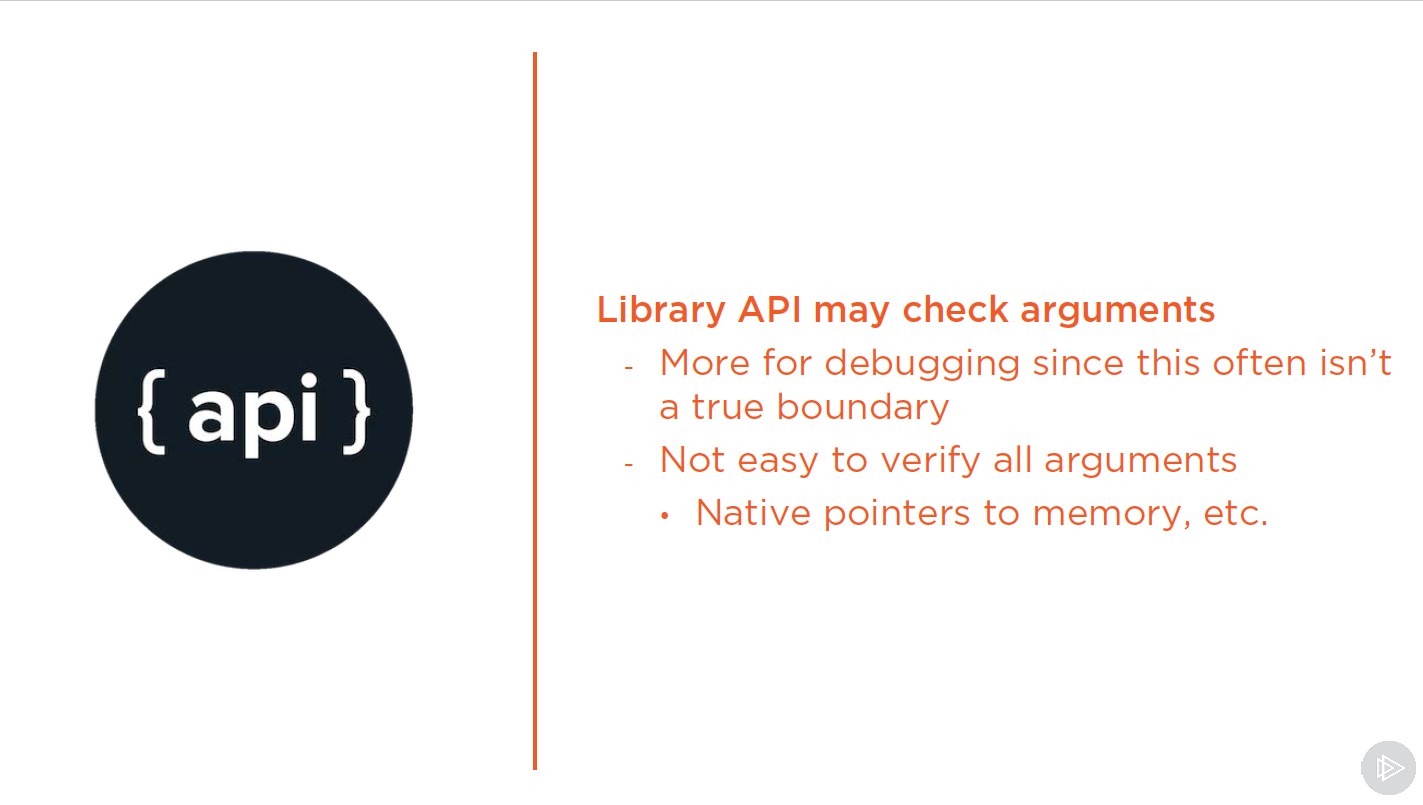 { api }
Library API may check arguments
- More for debugging since this often isn’t
a true boundary
- Not easy to verify all arguments
• Native pointers to memory, etc.